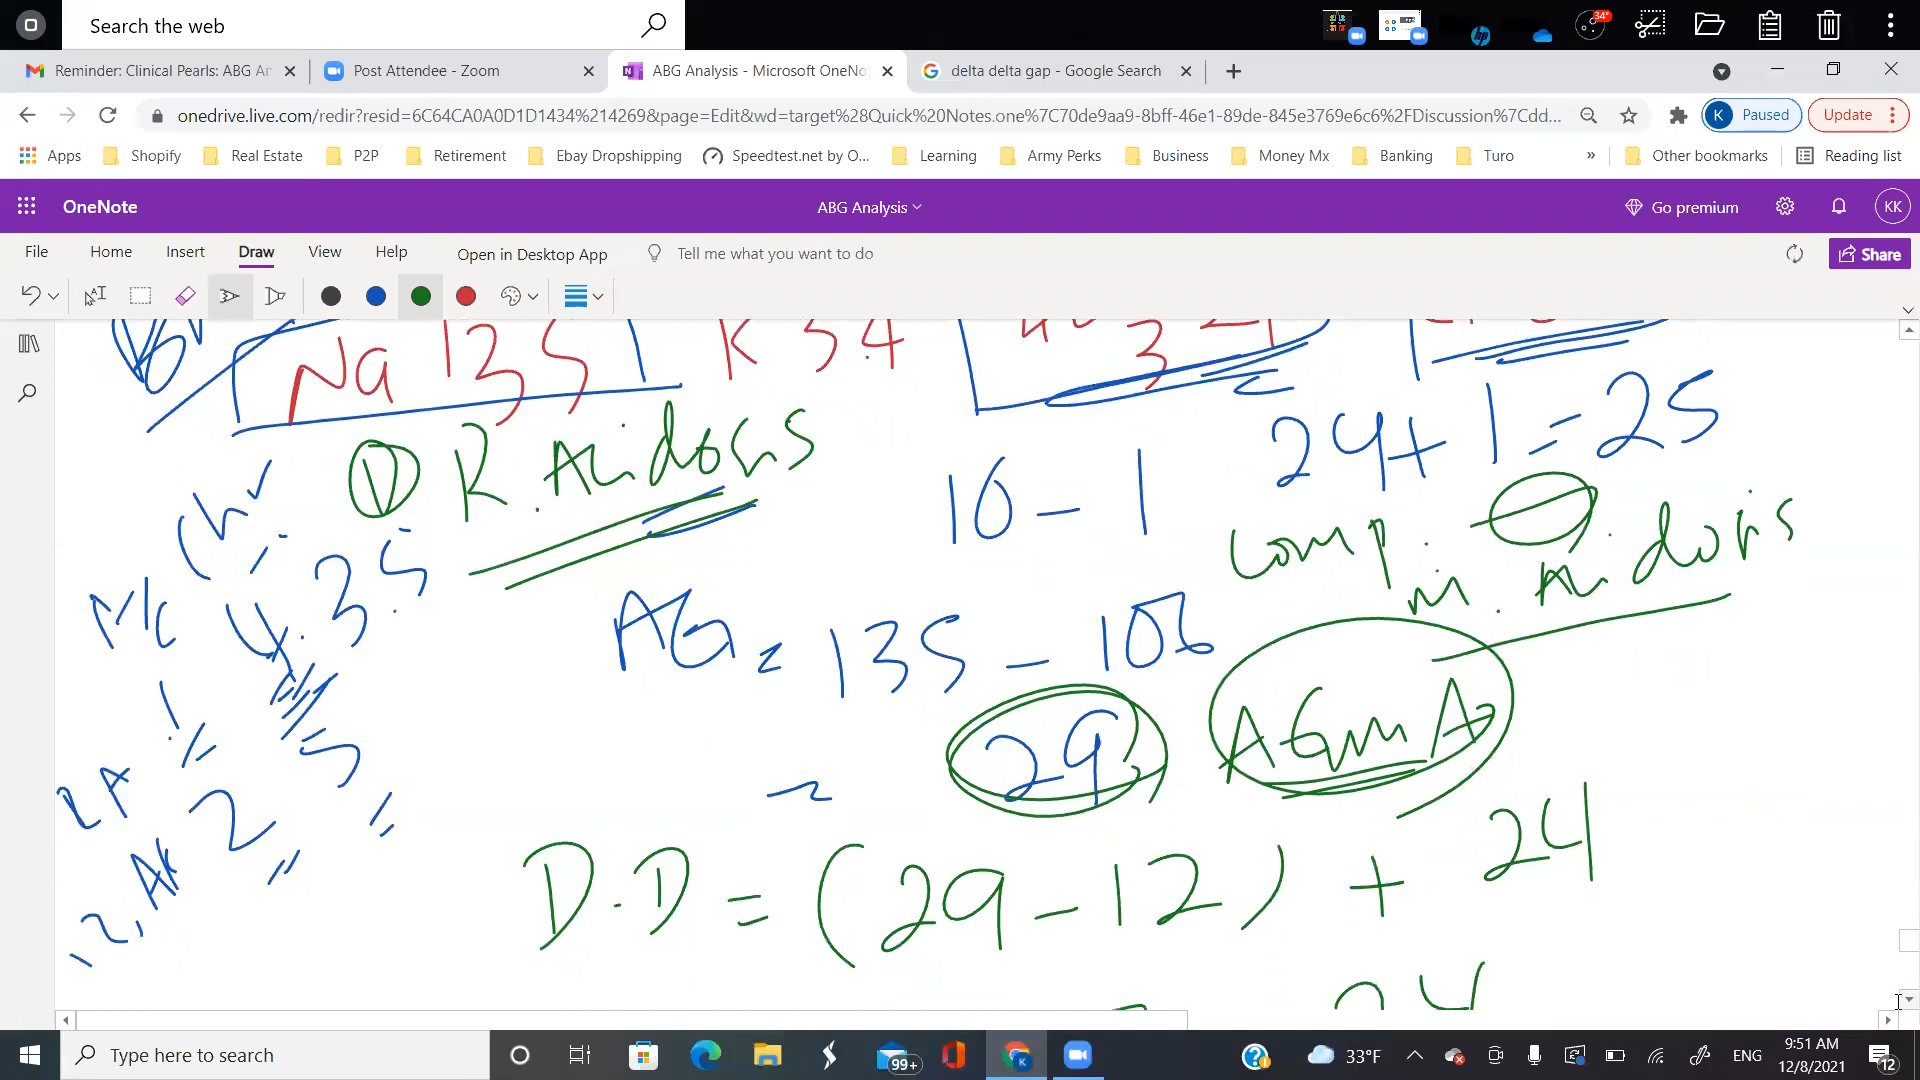 Search the web
34°
Reminder: Clinical Pearls: ABG Ar
Post Attendee - Zoom
ABG Analysis - Microsoft OneNo
delta delta gap - Google Search
onedrive.live.com/redir?resid=6C64CA0A0D1D1434%214269&page=Edit&wd=target%28Quick%20Notes.one%7C70de9aa9-8bff-46e1-89de-845e3769e6c6%2FDiscussion%7Cdd...
K Paused
Update
Apps Shopify Real Estate P2P Retirement Ebay Dropshipping Speedtest.net by O... Learning Army Perks Business Money Mx Banking Turo » Other bookmarks Reading list
OneNote
ABG Analysis
Go premium
KK
File Home Insert Draw View Help Open in Desktop App Tell me what you want to do
Share
Na 135 K
24 + 1 = 25
① R. Acidosis
10 - 1
comp.
in. Acidosis
AG = 135 - 106
29
AGMA
D.D = (29 - 12) + 24
Type here to search
99+
33°F
ENG
9:51 AM
12/8/2021
12